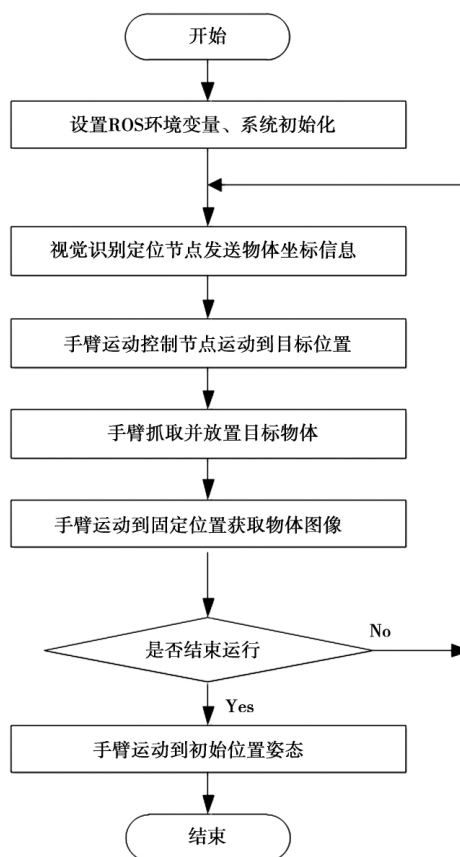 开始
设置ROS环境变量、系统初始化
视觉识别定位节点发送物体坐标信息
手臂运动控制节点运动到目标位置
手臂抓取并放置目标物体
手臂运动到固定位置获取物体图像
是否结束运行
No
Yes
手臂运动到初始位置姿态
结束